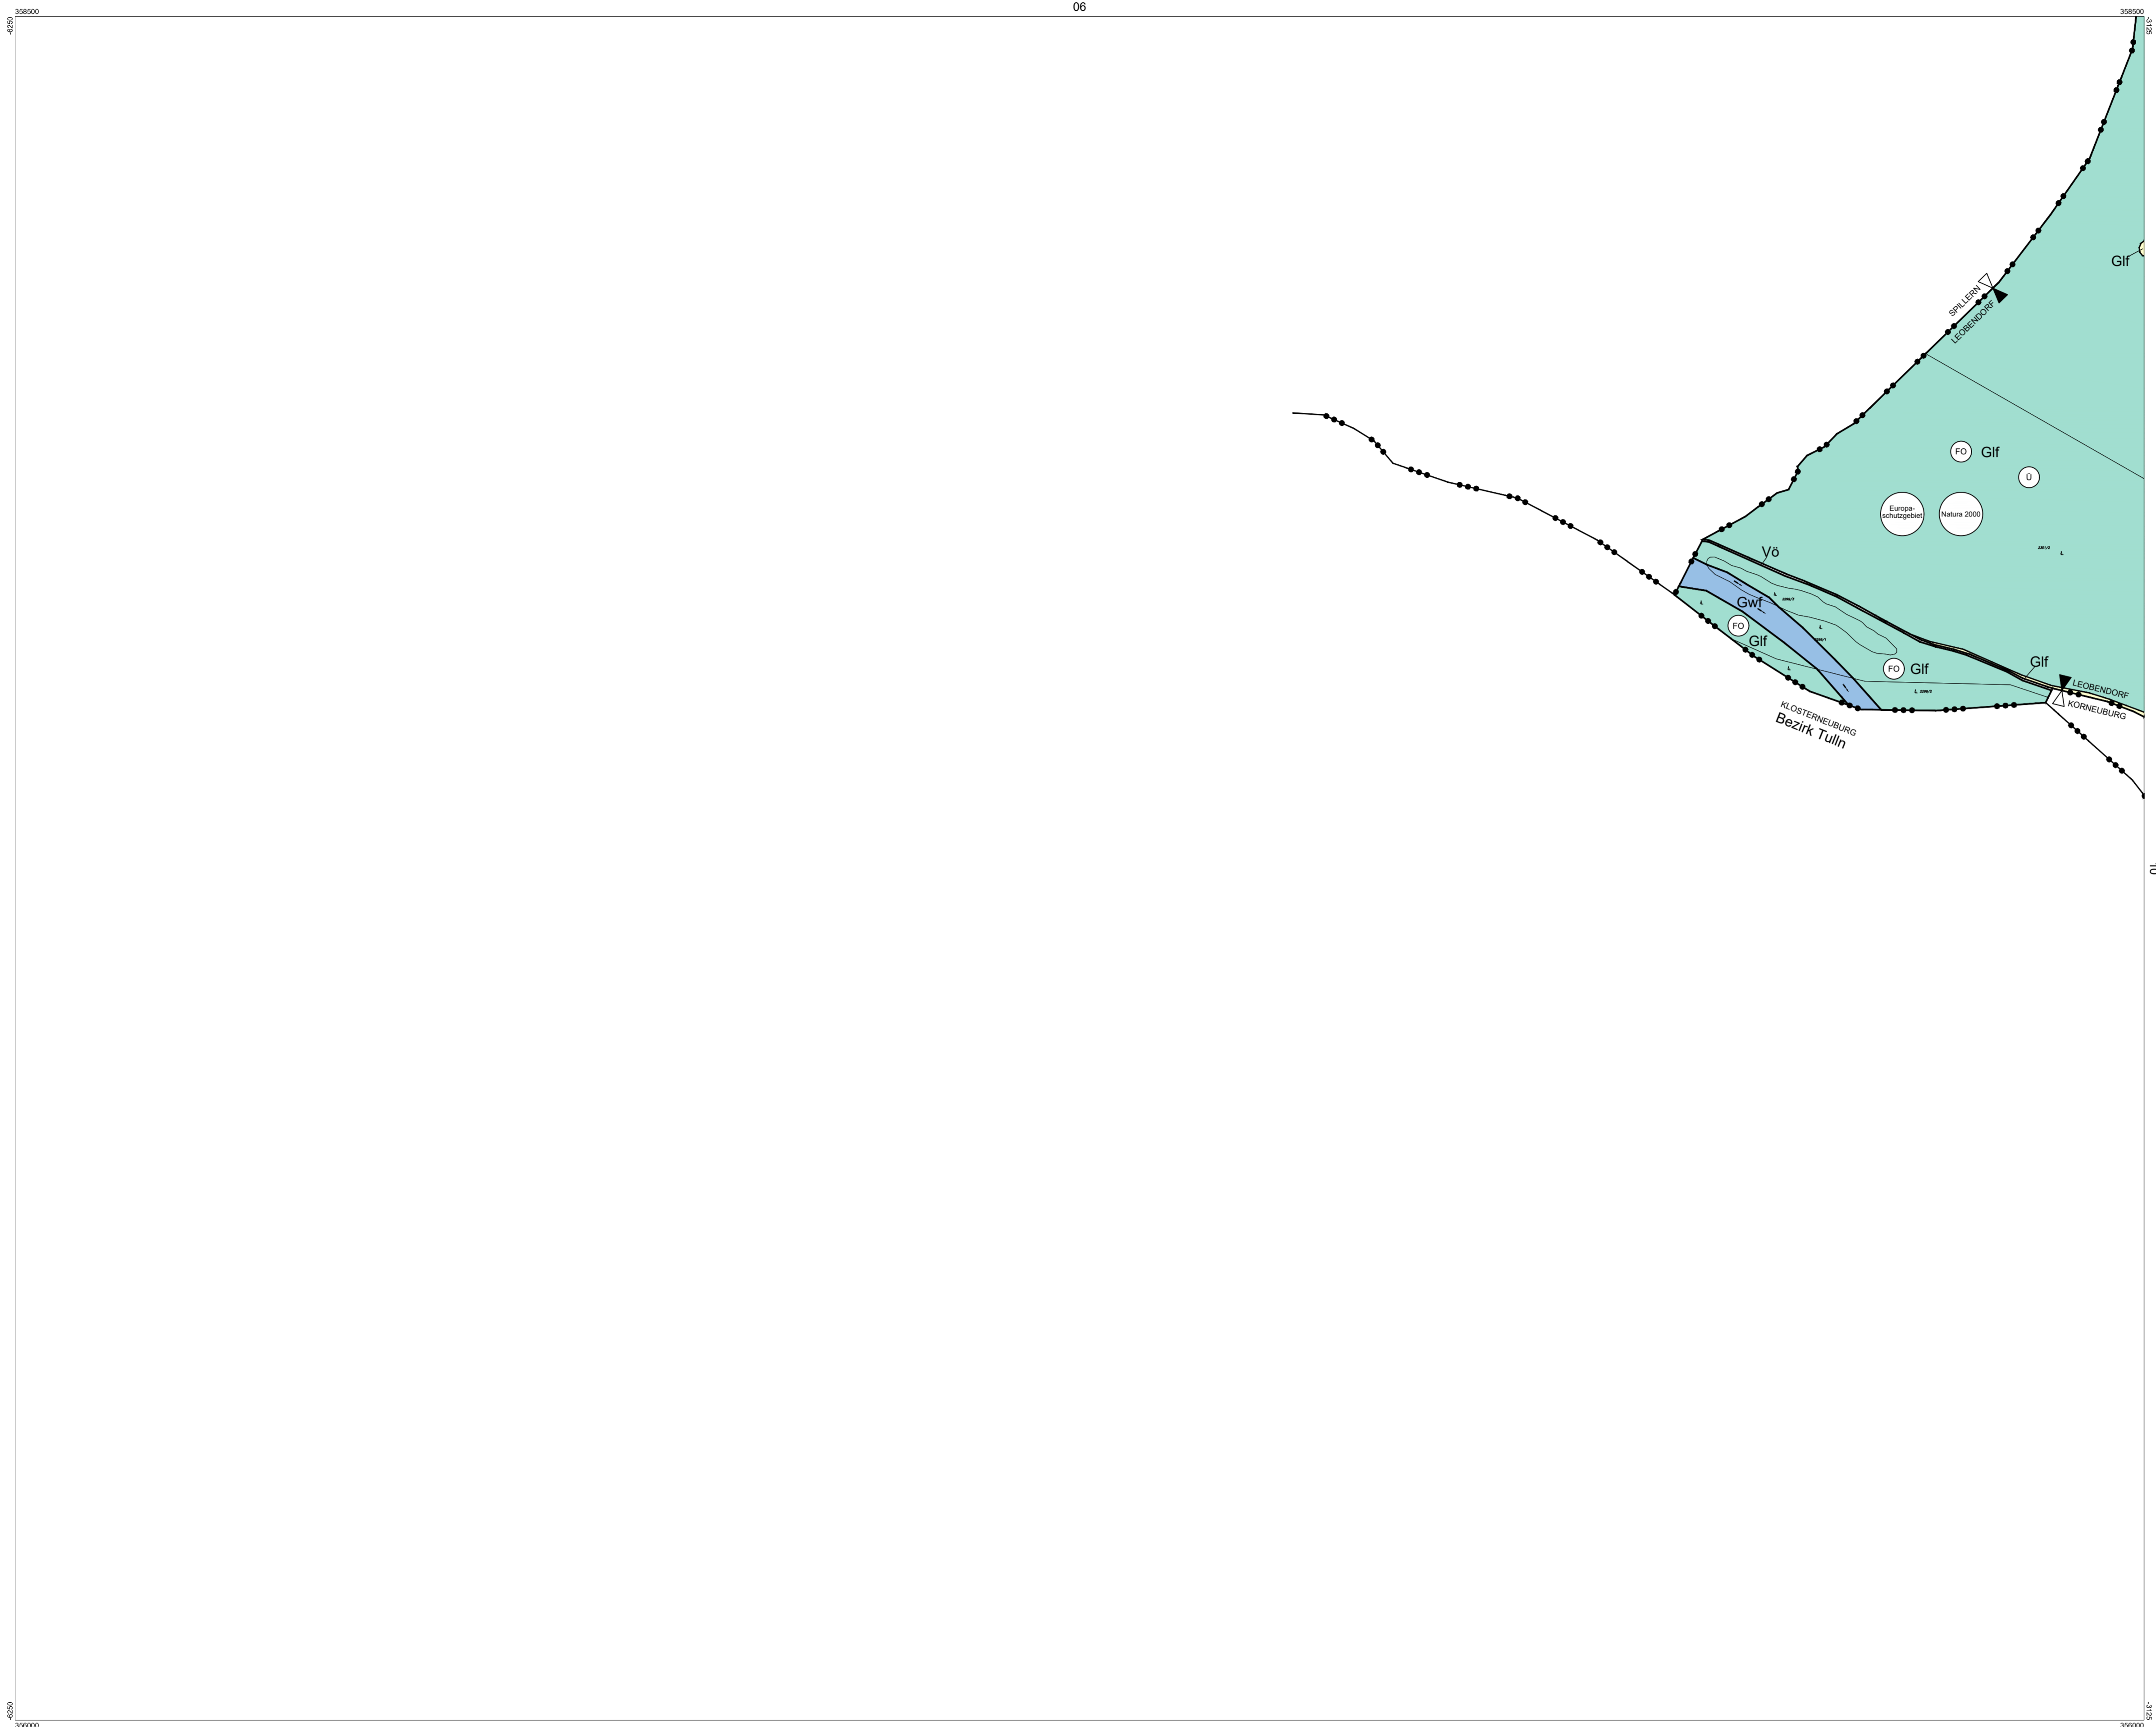 06
358500
358500
-6250
-3125
Glf
SPILLERN
LEOBENDORF
FO
Glf
Ü
Europa-
schutzgebiet
Natura 2000
L
Vö
L
L
Gwf
L
FO
Glf
Glf
FO
Glf
L
L
LEOBENDORF
KORNEUBURG
KLOSTERNEUBURG
Bezirk Tulln
10
-6250
-3125
356000
356000